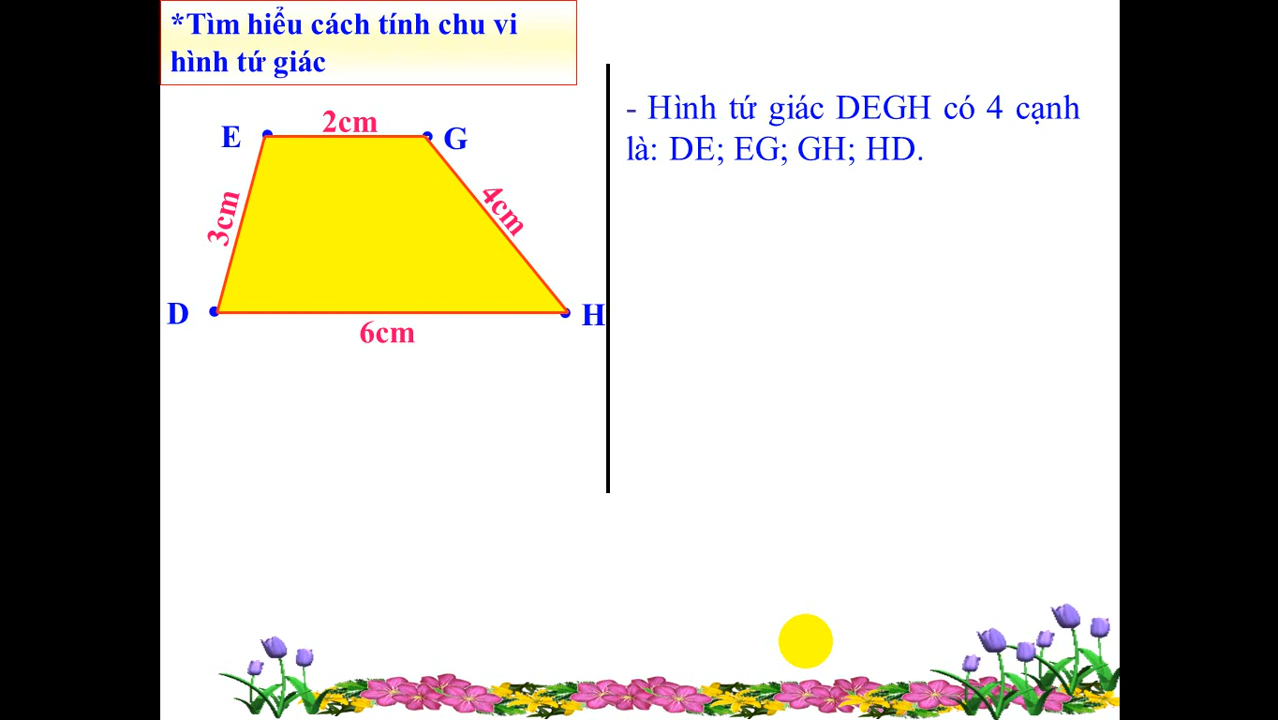 *Tìm hiểu cách tính chu vi
hình tứ giác
E
2cm
G
3cm
4cm
D
6cm
H
- Hình tứ giác DEGH có 4 cạnh
là: DE; EG; GH; HD.